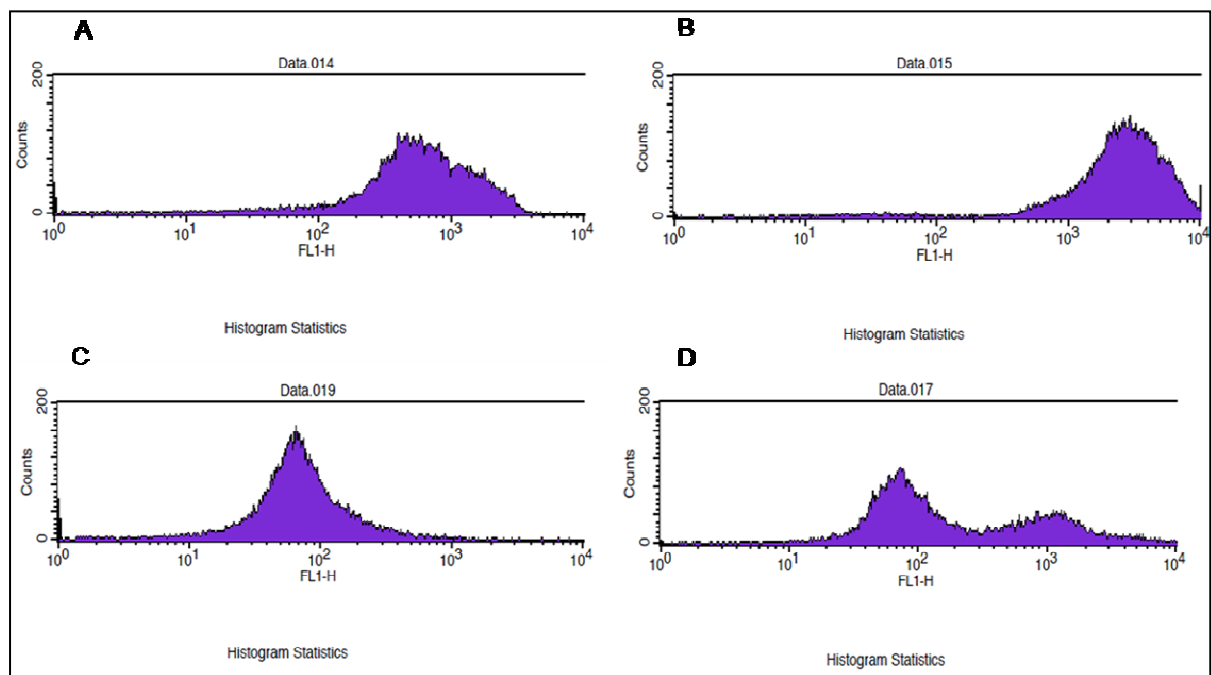 A
Data.014
200
Counts
0
10^0 10^1 10^2 10^3 10^4
FL1-H
Histogram Statistics
B
Data.015
200
Counts
0
10^0 10^1 10^2 10^3 10^4
FL1-H
Histogram Statistics
C
Data.019
200
Counts
0
10^0 10^1 10^2 10^3 10^4
FL1-H
Histogram Statistics
D
Data.017
200
Counts
0
10^0 10^1 10^2 10^3 10^4
FL1-H
Histogram Statistics